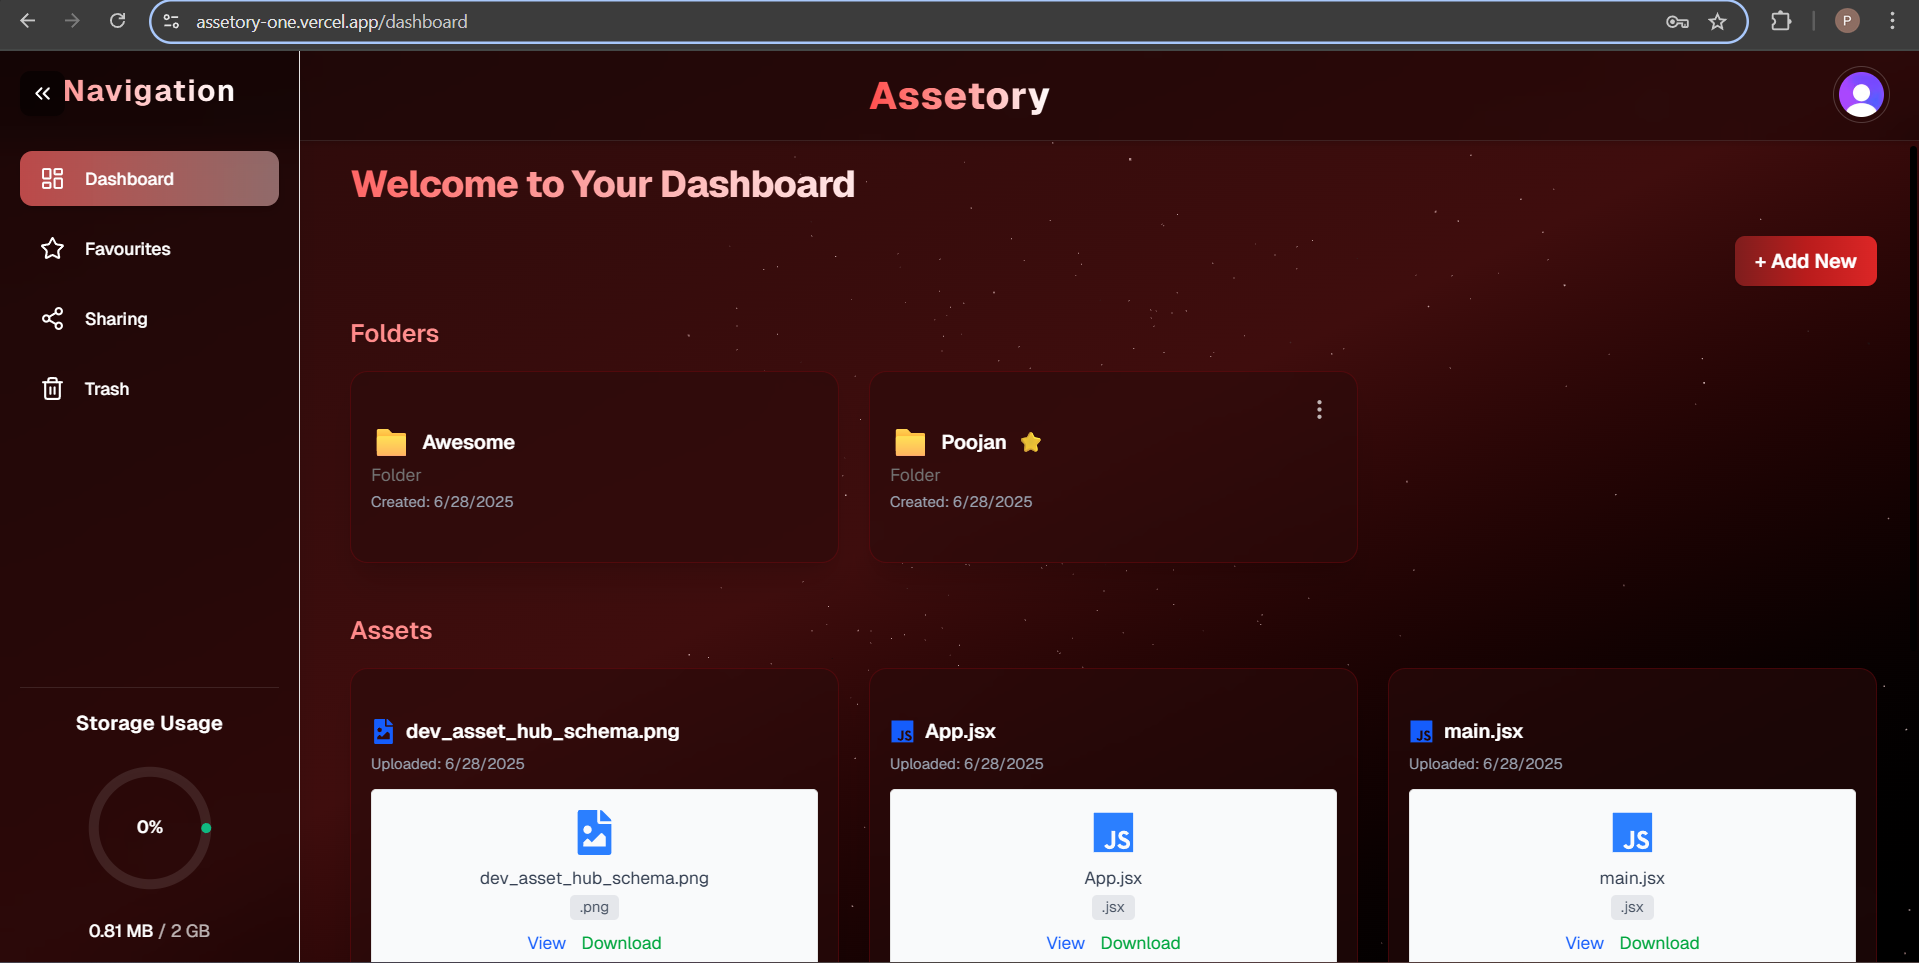 assetory-one.vercel.app/dashboard
P
Navigation
Assetory
Dashboard
Favourites
Sharing
Trash
Storage Usage
0%
0.81 MB / 2 GB
Welcome to Your Dashboard
+ Add New
Folders
Awesome
Folder
Created: 6/28/2025
Poojan
Folder
Created: 6/28/2025
Assets
dev_asset_hub_schema.png
Uploaded: 6/28/2025
dev_asset_hub_schema.png
.png
View Download
JS App.jsx
Uploaded: 6/28/2025
JS
App.jsx
.jsx
View Download
JS main.jsx
Uploaded: 6/28/2025
JS
main.jsx
.jsx
View Download